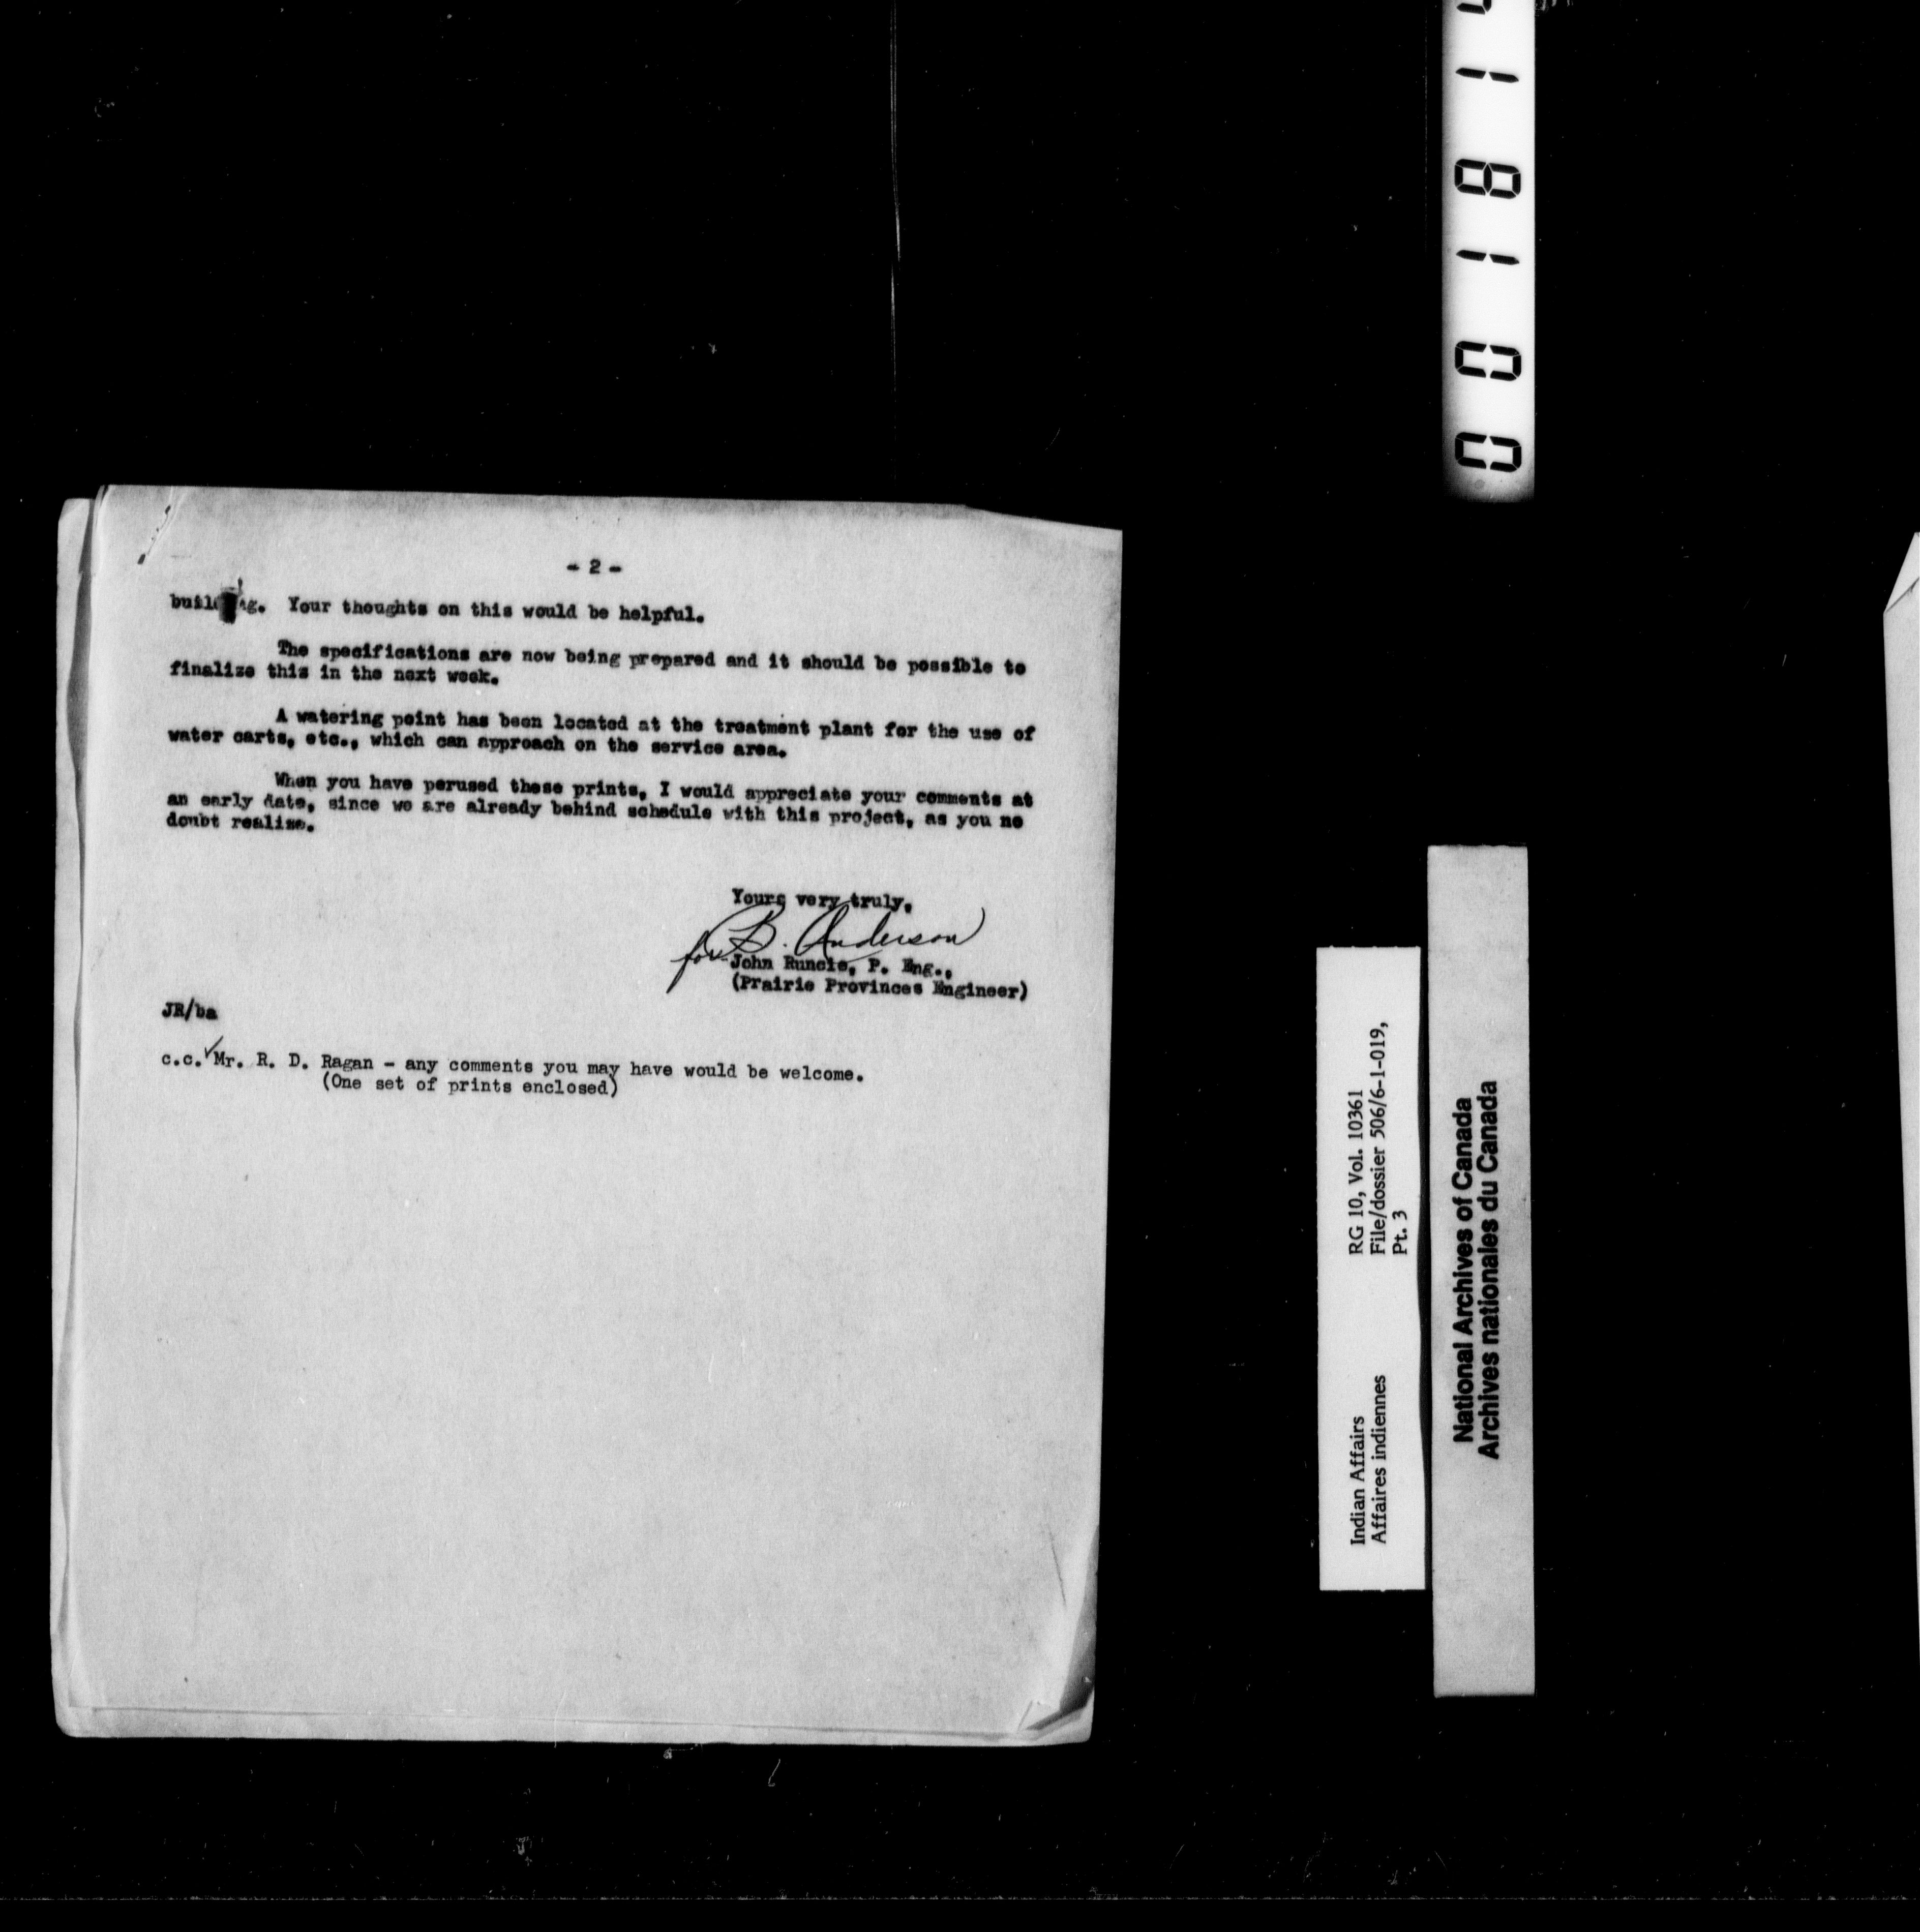 - 2 -
building. Your thoughts on this would be helpful.
The specifications are now being prepared and it should be possible to
finalize this in the next week.
A watering point has been located at the treatment plant for the use of
water carts, etc., which can approach on the service area.
When you have perused these prints, I would appreciate your comments at
an early date, since we are already behind schedule with this project, as you no
doubt realize.
Yours very truly,
for B. Anderson
John Runcie, P. Eng.,
(Prairie Provinces Engineer)
JR/ba
c.c. ✓ Mr. R. D. Ragan - any comments you may have would be welcome.
(One set of prints enclosed)
Indian Affairs
Affaires indiennes
RG 10, Vol. 10361
File/dossier 506/6-1-019,
Pt. 3
National Archives of Canada
Archives nationales du Canada
00181